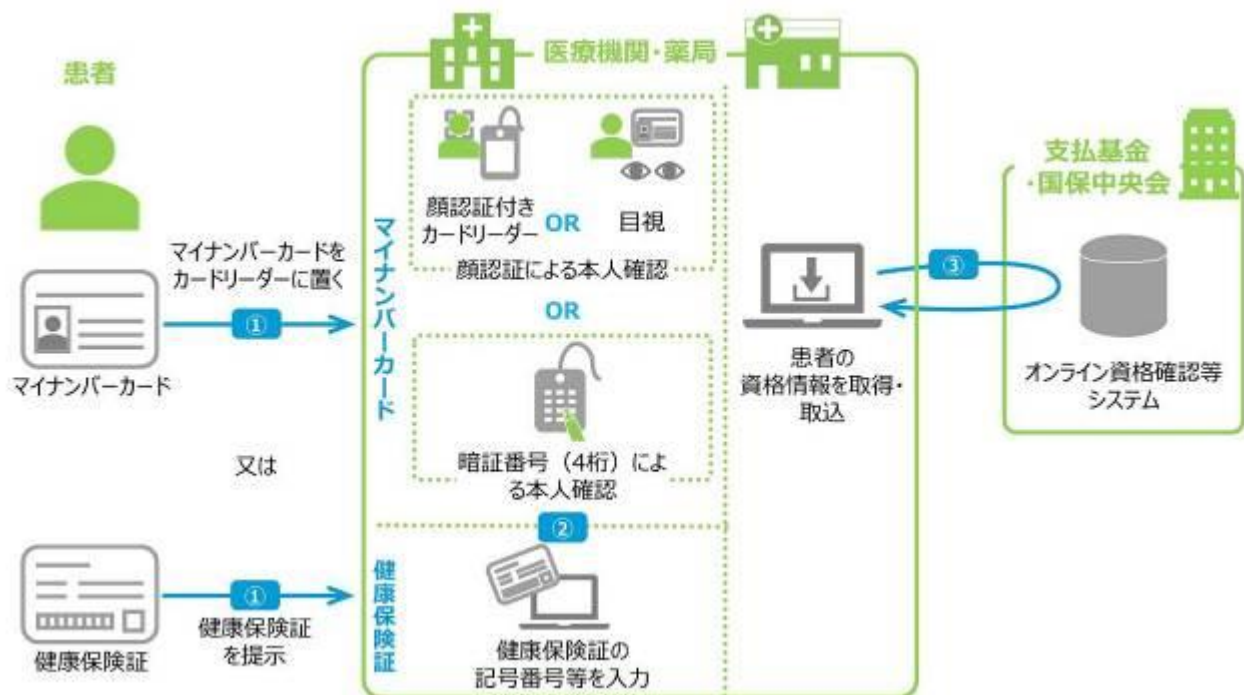 患者
マイナンバーカードを
カードリーダーに置く
①
マイナンバーカード
又は
①
健康保険証
を提示
健康保険証
医療機関・薬局
マイナンバーカード
顔認証付き
カードリーダー
OR
目視
顔認証による本人確認
OR
暗証番号（4桁）によ
る本人確認
②
健康保険証
健康保険証の
記号番号等を入力
患者の
資格情報を取得・
取込
③
支払基金
・国保中央会
オンライン資格確認等
システム